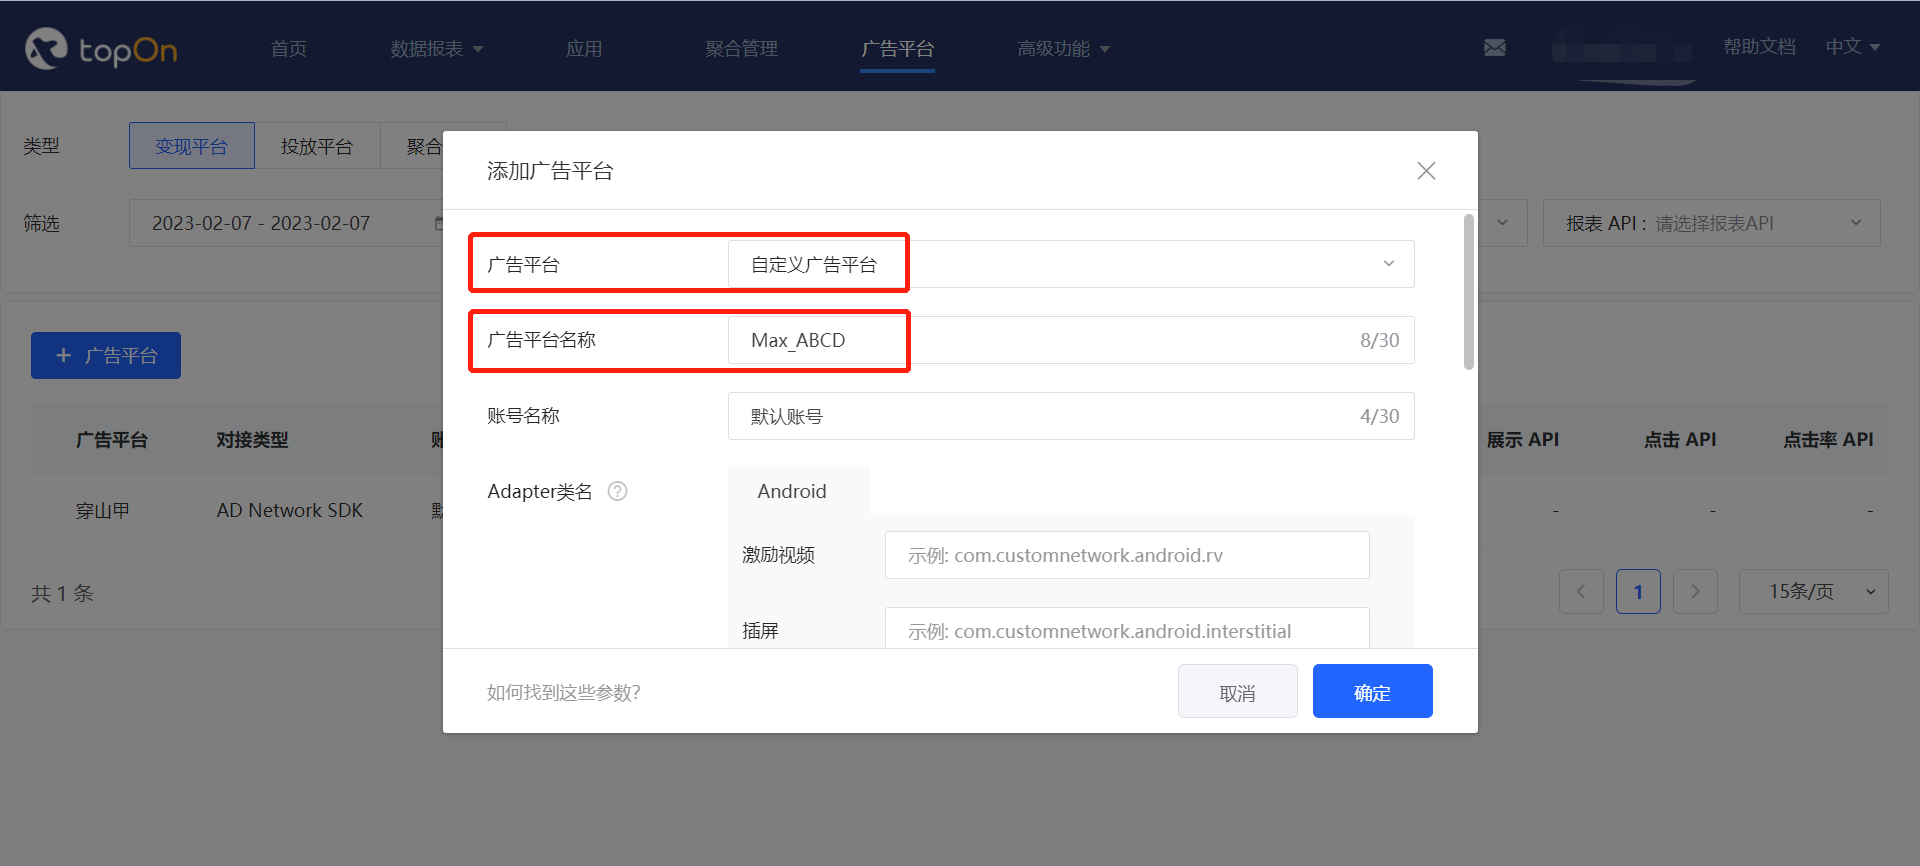 topOn
首页
数据报表
应用
聚合管理
广告平台
高级功能
帮助文档
中文
类型
变现平台
投放平台
聚合
筛选
2023-02-07 - 2023-02-07
报表 API : 请选择报表API
添加广告平台
广告平台
自定义广告平台
广告平台名称
Max_ABCD
8/30
账号名称
默认账号
4/30
Adapter类名
Android
激励视频
示例: com.customnetwork.android.rv
插屏
示例: com.customnetwork.android.interstitial
如何找到这些参数?
取消
确定
+ 广告平台
广告平台
对接类型
展示 API
点击 API
点击率 API
穿山甲
AD Network SDK
-
-
-
共 1 条
1
15条/页